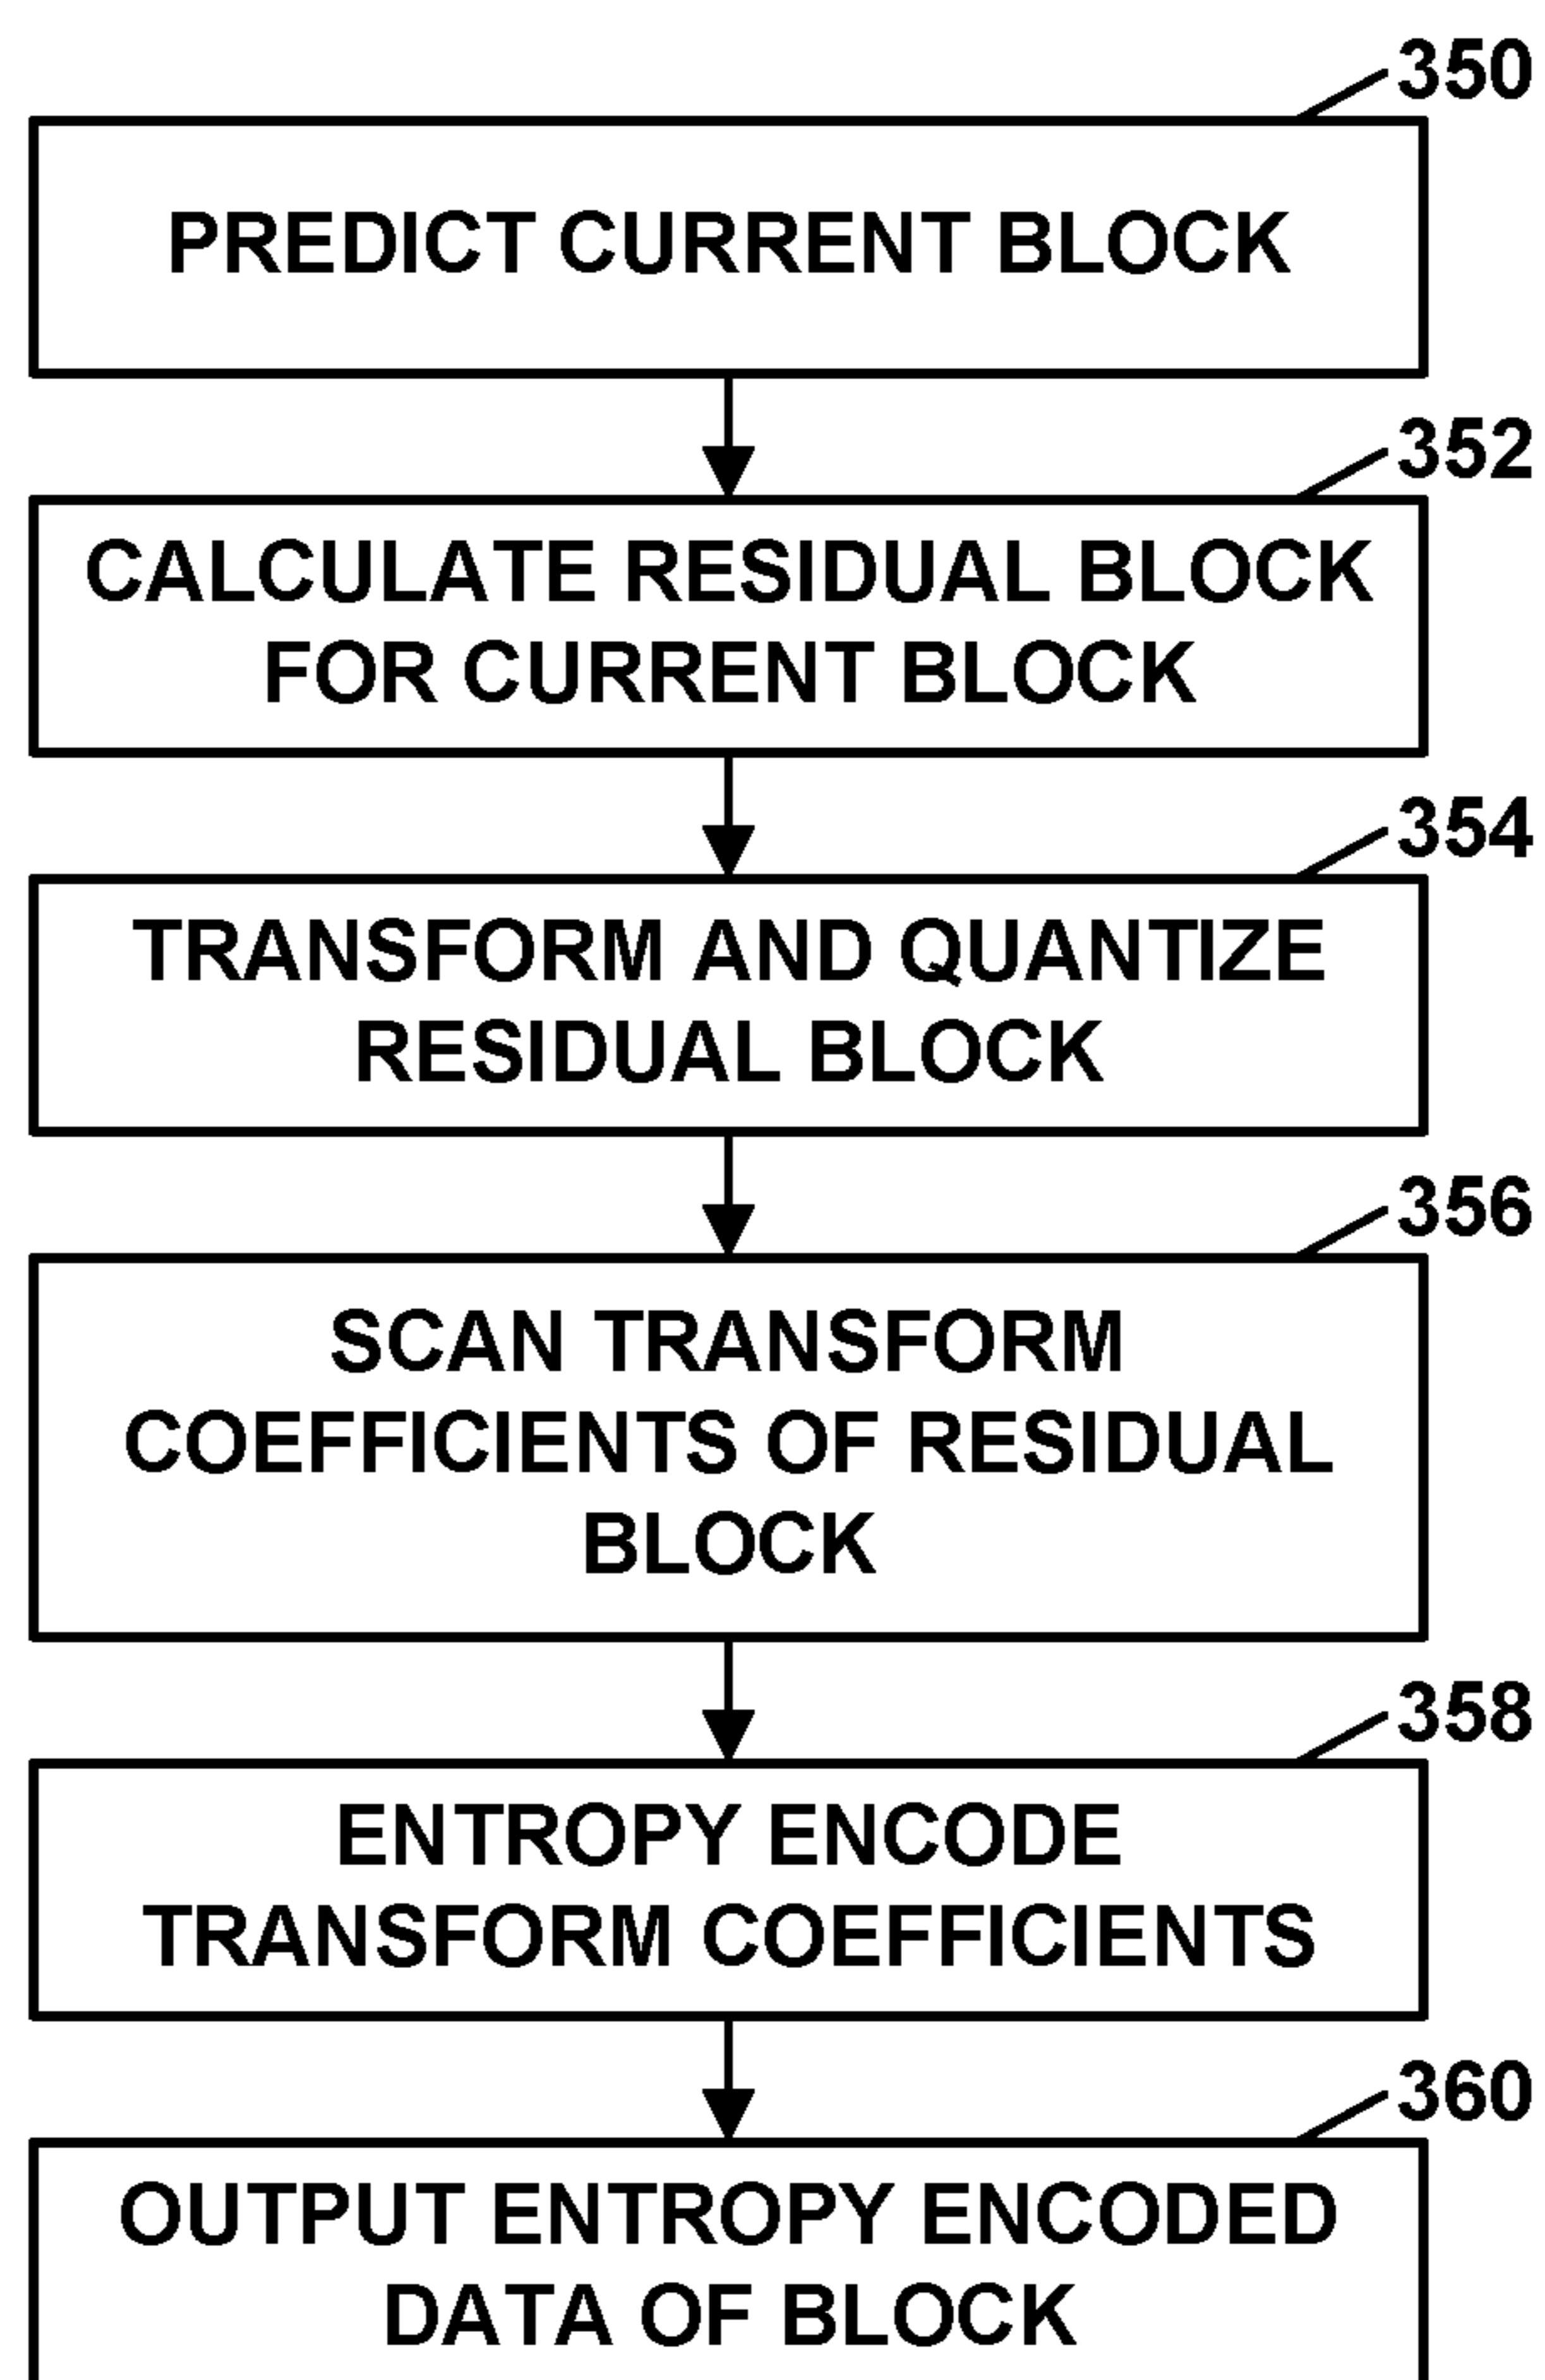 350
PREDICT CURRENT BLOCK
352
CALCULATE RESIDUAL BLOCK
FOR CURRENT BLOCK
354
TRANSFORM AND QUANTIZE
RESIDUAL BLOCK
356
SCAN TRANSFORM
COEFFICIENTS OF RESIDUAL
BLOCK
358
ENTROPY ENCODE
TRANSFORM COEFFICIENTS
360
OUTPUT ENTROPY ENCODED
DATA OF BLOCK